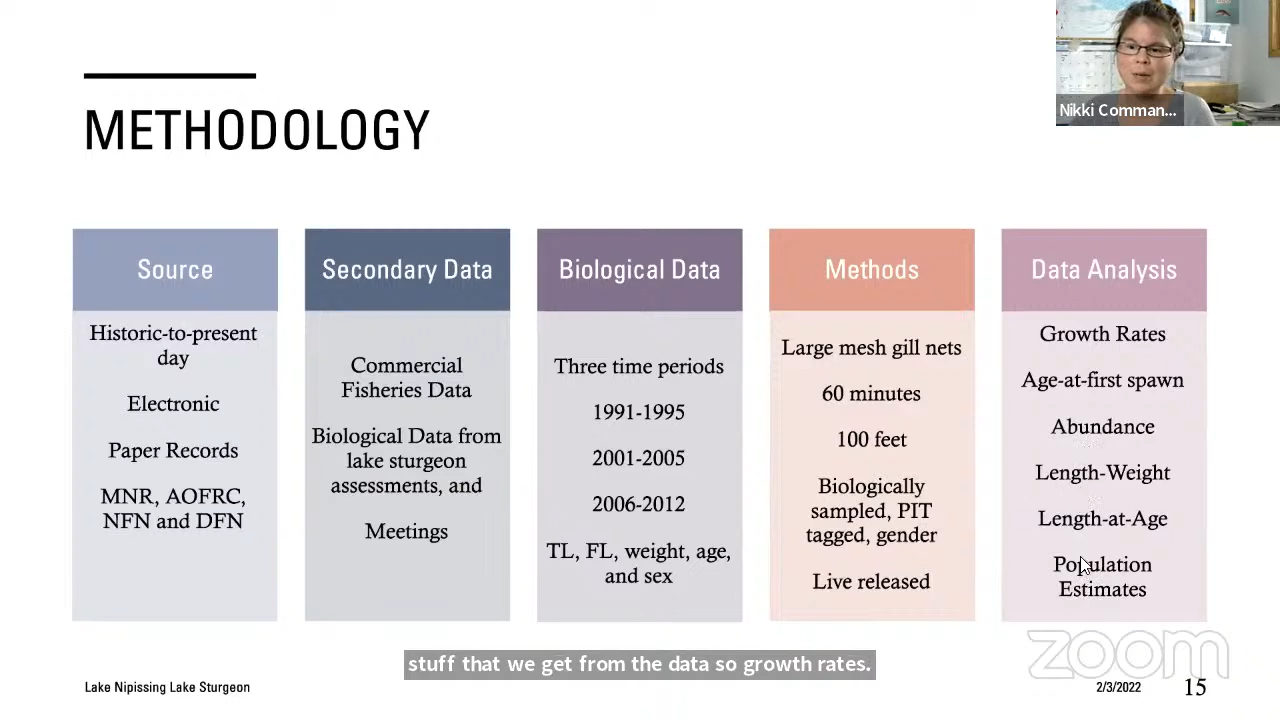 Nikki Comman...
METHODOLOGY
Source
Historic-to-present
day
Electronic
Paper Records
MNR, AOFRC,
NFN and DFN
Secondary Data
Commercial
Fisheries Data
Biological Data from
lake sturgeon
assessments, and
Meetings
Biological Data
Three time periods
1991-1995
2001-2005
2006-2012
TL, FL, weight, age,
and sex
Methods
Large mesh gill nets
60 minutes
100 feet
Biologically
sampled, PIT
tagged, gender
Live released
Data Analysis
Growth Rates
Age-at-first spawn
Abundance
Length-Weight
Length-at-Age
Population
Estimates
zoom
stuff that we get from the data so growth rates.
Lake Nipissing Lake Sturgeon
2/3/2022
15